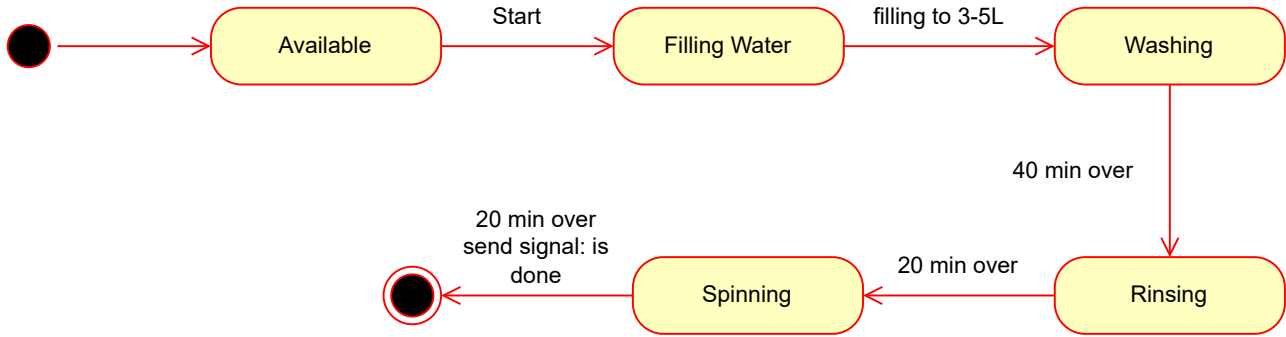 Start
filling to 3-5L
Available
Filling Water
Washing
40 min over
20 min over
send signal: is
done
20 min over
Spinning
Rinsing